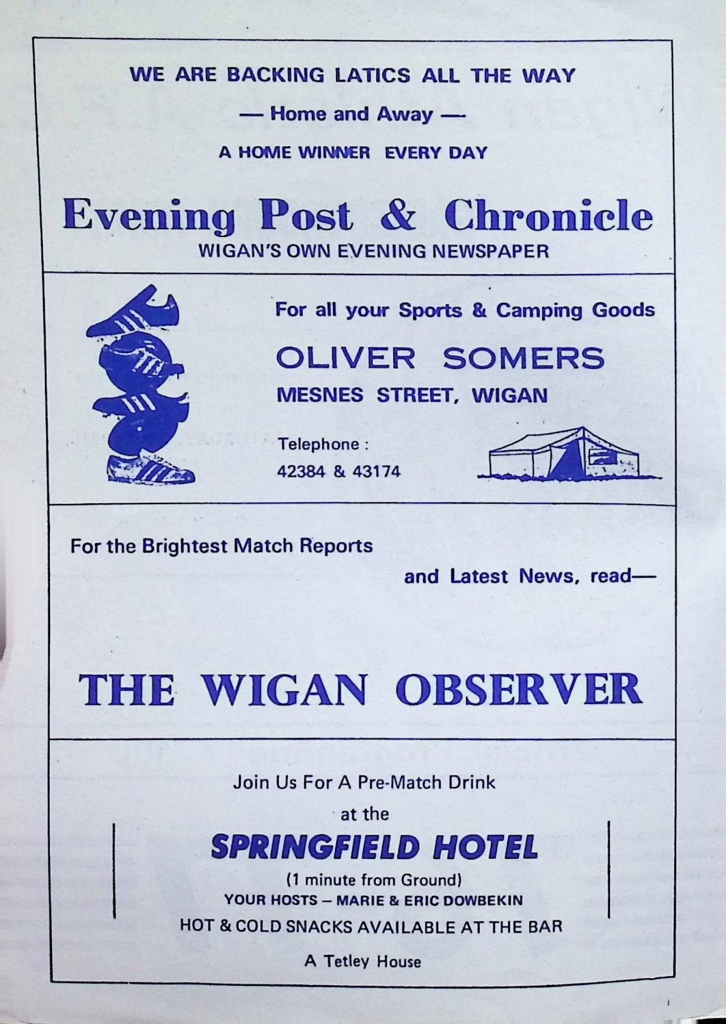 WE ARE BACKING LATICS ALL THE WAY
— Home and Away —
A HOME WINNER EVERY DAY
Evening Post & Chronicle
WIGAN'S OWN EVENING NEWSPAPER
For all your Sports & Camping Goods
OLIVER SOMERS
MESNES STREET, WIGAN
Telephone :
42384 & 43174
For the Brightest Match Reports
and Latest News, read—
THE WIGAN OBSERVER
Join Us For A Pre-Match Drink
at the
SPRINGFIELD HOTEL
(1 minute from Ground)
YOUR HOSTS – MARIE & ERIC DOWBEKIN
HOT & COLD SNACKS AVAILABLE AT THE BAR
A Tetley House